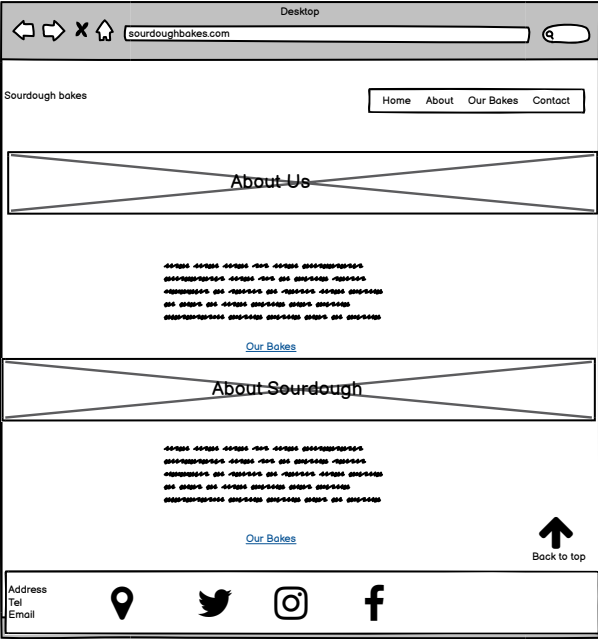 Desktop
sourdoughbakes.com
Sourdough bakes
Home About Our Bakes Contact
About Us
Our Bakes
About Sourdough
Our Bakes
Back to top
Address
Tel
Email